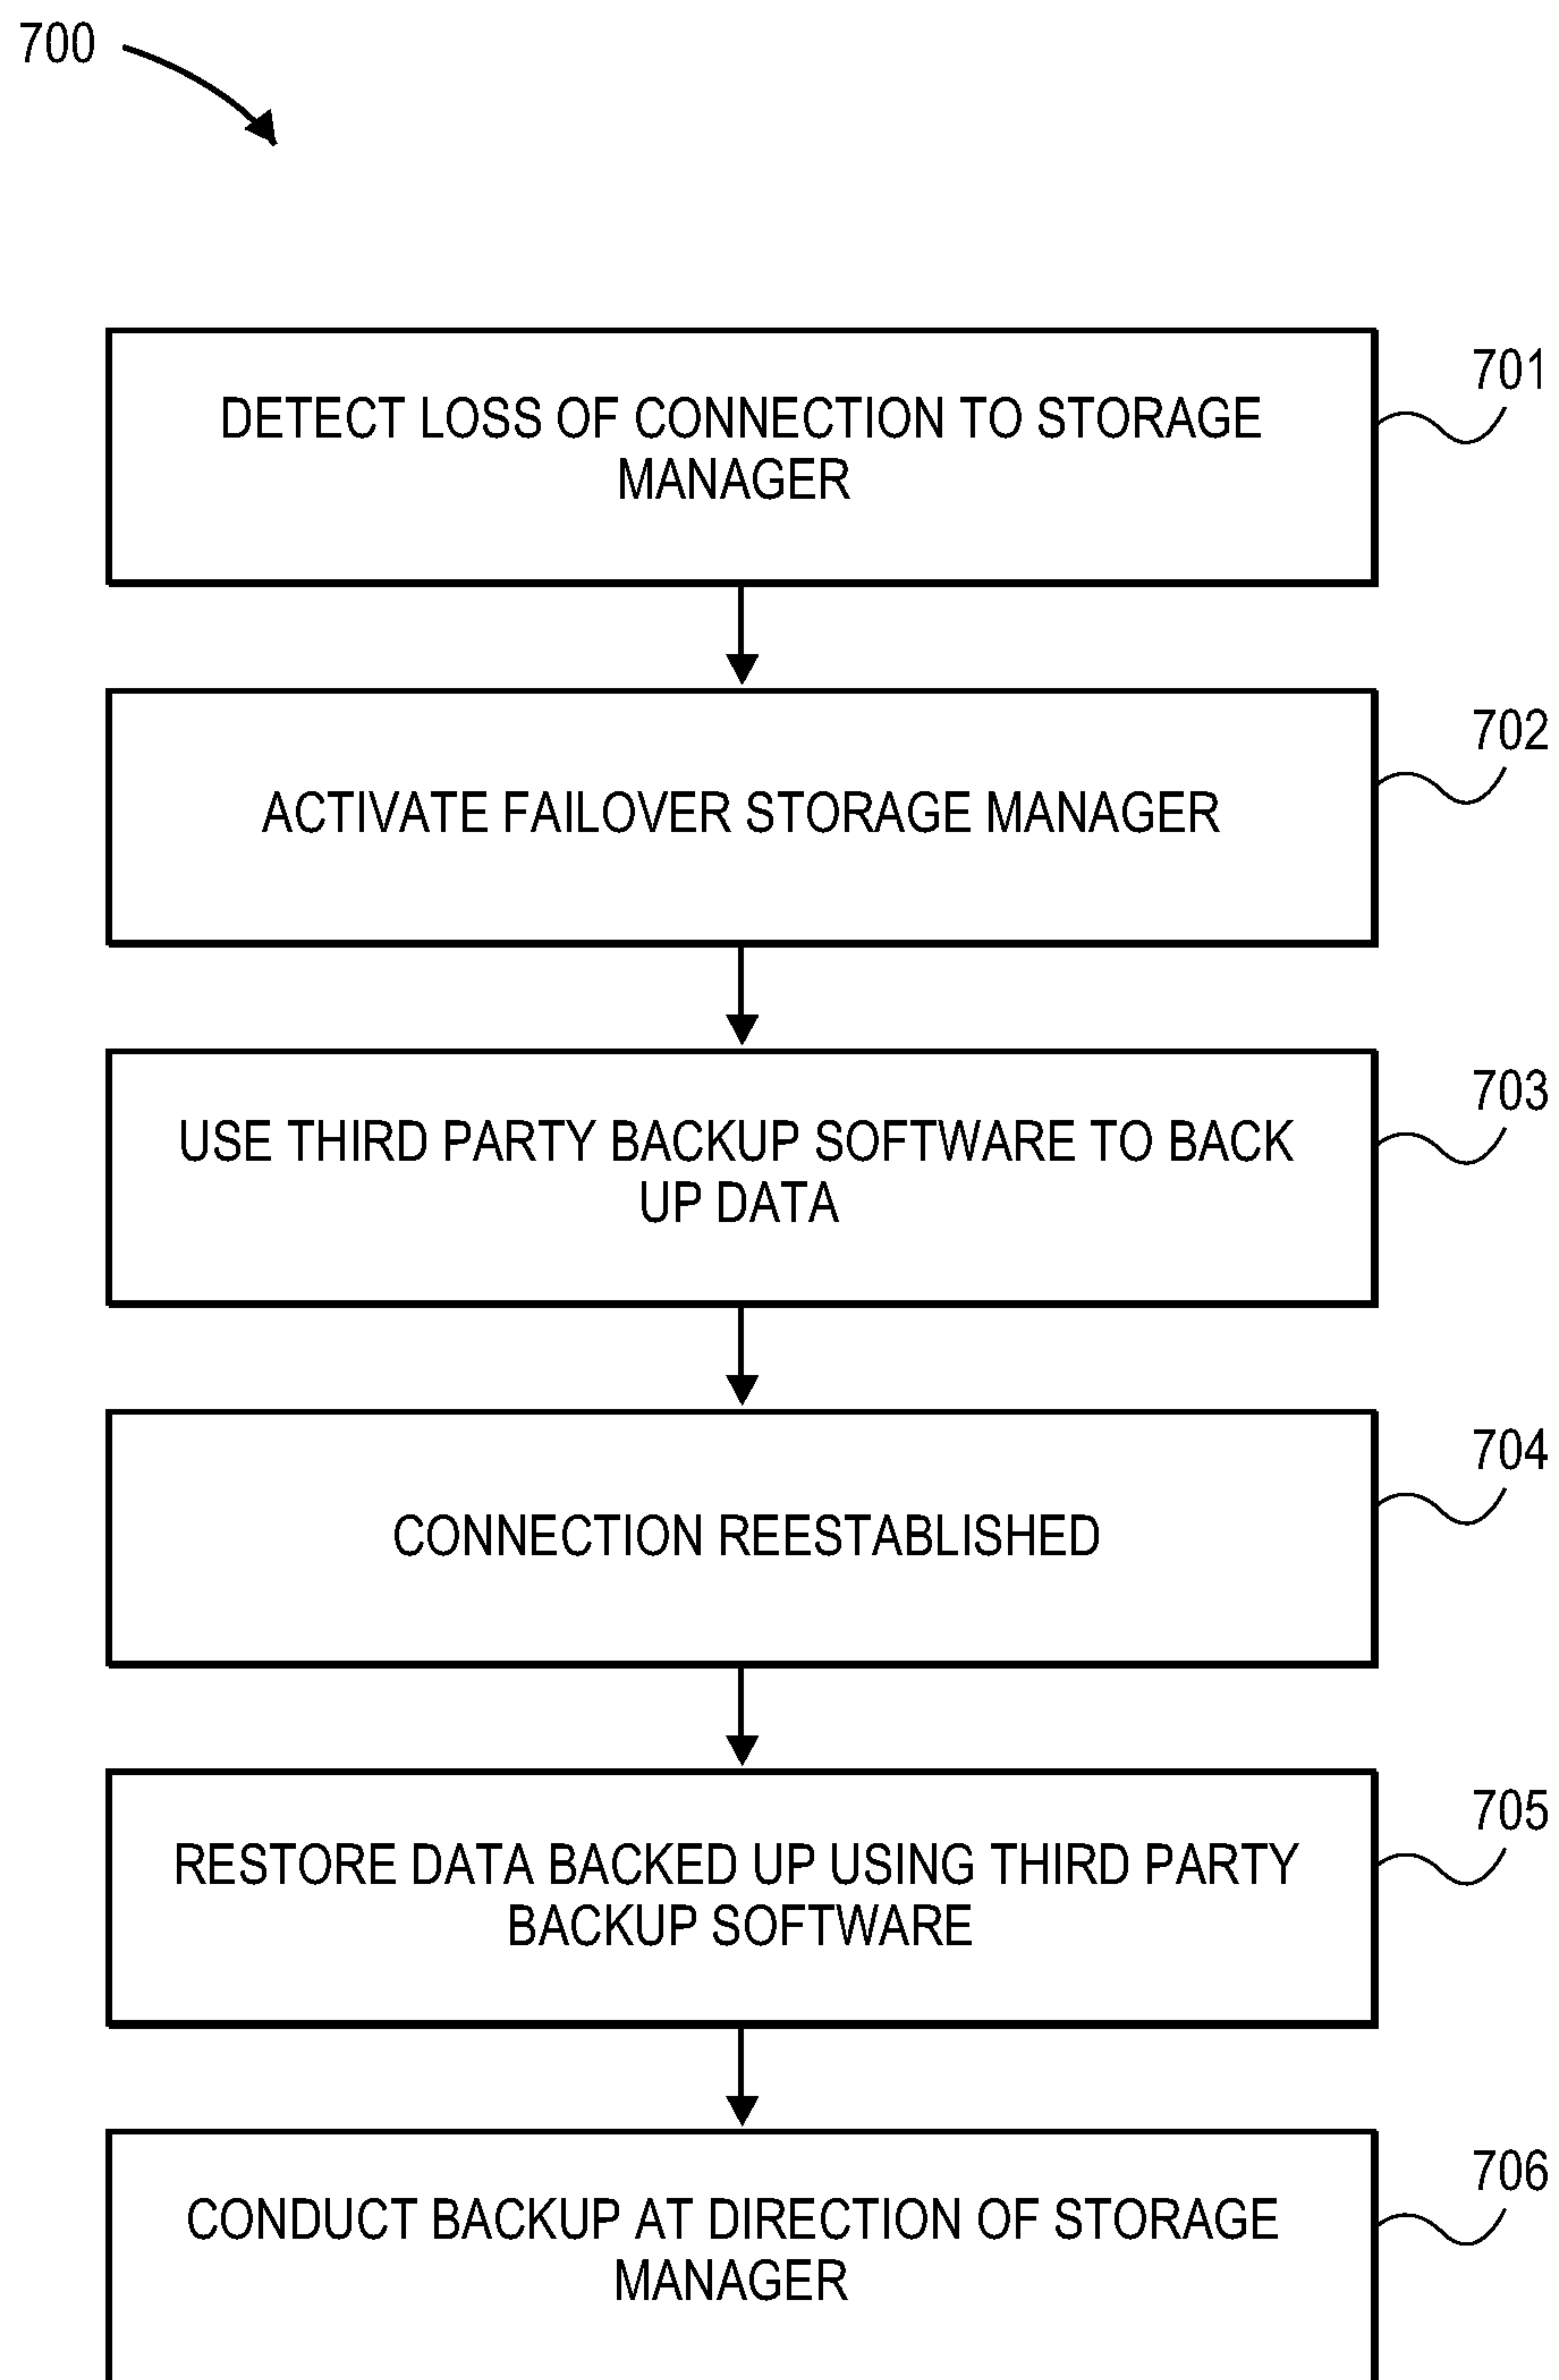 700
701
DETECT LOSS OF CONNECTION TO STORAGE
MANAGER
702
ACTIVATE FAILOVER STORAGE MANAGER
703
USE THIRD PARTY BACKUP SOFTWARE TO BACK
UP DATA
704
CONNECTION REESTABLISHED
705
RESTORE DATA BACKED UP USING THIRD PARTY
BACKUP SOFTWARE
706
CONDUCT BACKUP AT DIRECTION OF STORAGE
MANAGER